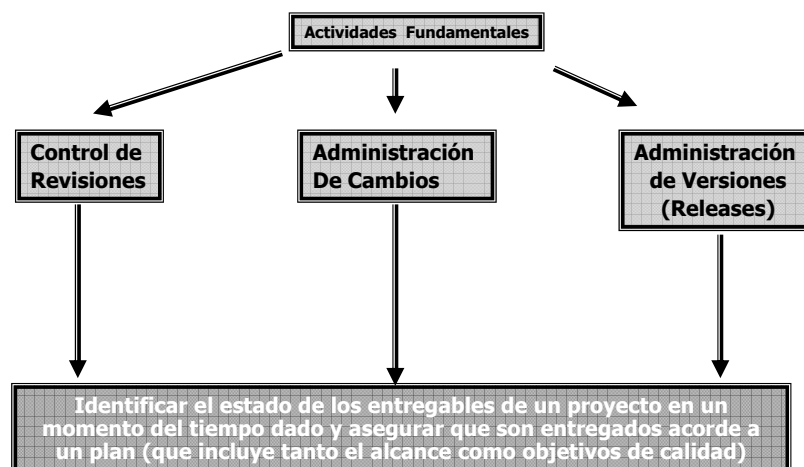 Actividades Fundamentales
Control de
Revisiones
Administración
De Cambios
Administración
de Versiones
(Releases)
Identificar el estado de los entregables de un proyecto en un
momento del tiempo dado y asegurar que son entregados acorde a
un plan (que incluye tanto el alcance como objetivos de calidad)